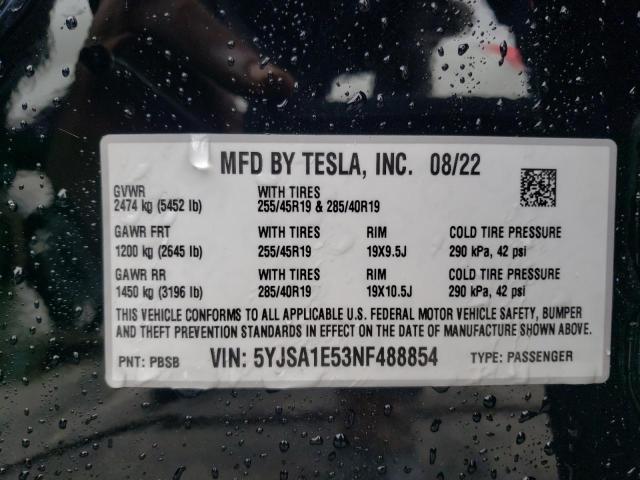 MFD BY TESLA, INC. 08/22
GVWR WITH TIRES
2474 kg (5452 lb) 255/45R19 & 285/40R19
GAWR FRT WITH TIRES RIM COLD TIRE PRESSURE
1200 kg (2645 lb) 255/45R19 19X9.5J 290 kPa, 42 psi
GAWR RR WITH TIRES RIM COLD TIRE PRESSURE
1450 kg (3196 lb) 285/40R19 19X10.5J 290 kPa, 42 psi
THIS VEHICLE CONFORMS TO ALL APPLICABLE U.S. FEDERAL MOTOR VEHICLE SAFETY, BUMPER
AND THEFT PREVENTION STANDARDS IN EFFECT ON THE DATE OF MANUFACTURE SHOWN ABOVE.
PNT: PBSB VIN: 5YJSA1E53NF488854 TYPE: PASSENGER